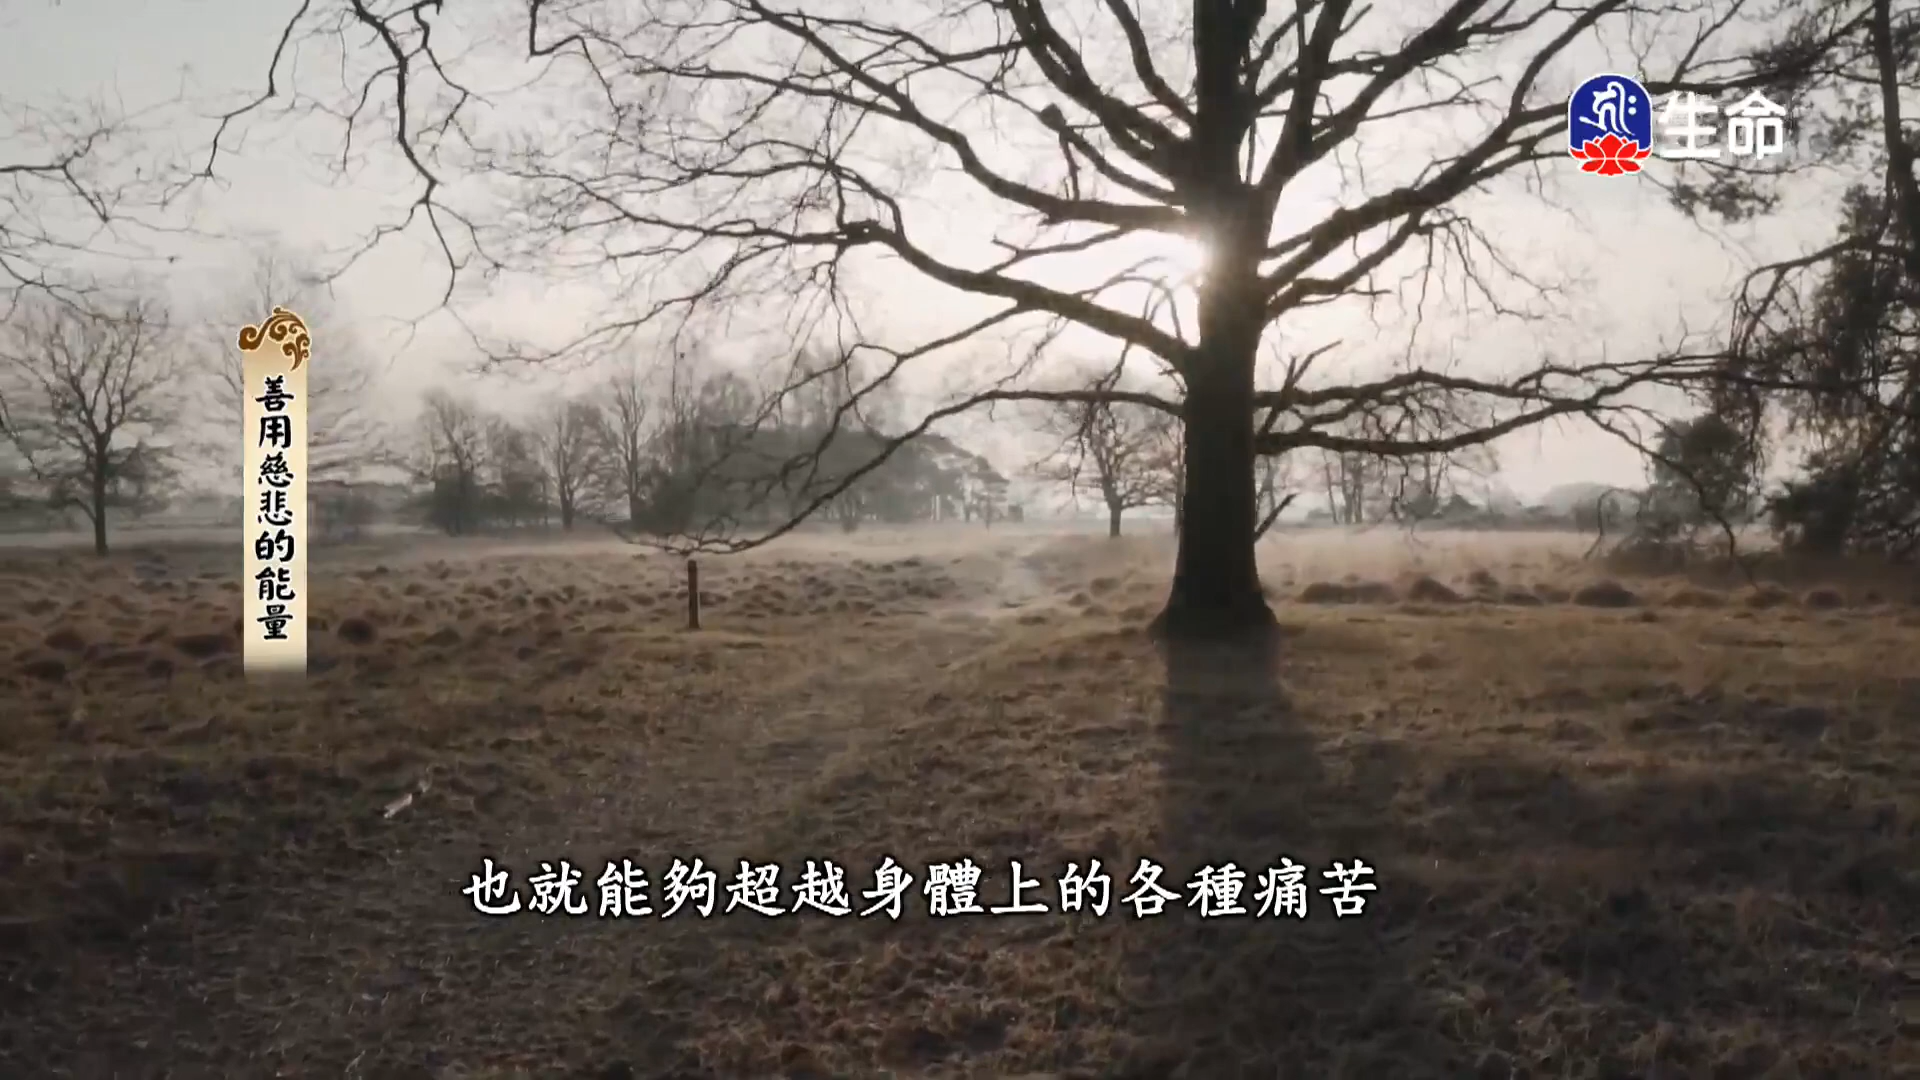 生命
善用慈悲的能量
也就能夠超越身體上的各種痛苦